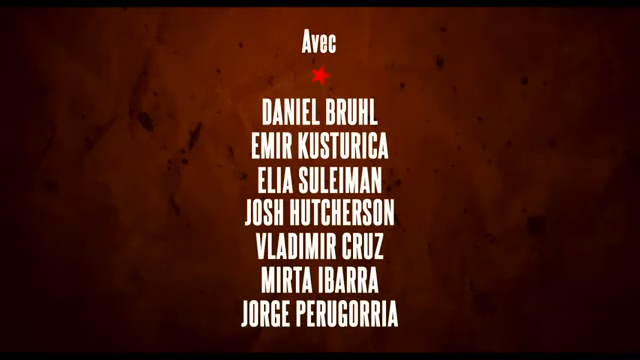 Avec
DANIEL BRUHL
EMIR KUSTURICA
ELIA SULEIMAN
JOSH HUTCHERSON
VLADIMIR CRUZ
MIRTA IBARRA
JORGE PERUGORRIA